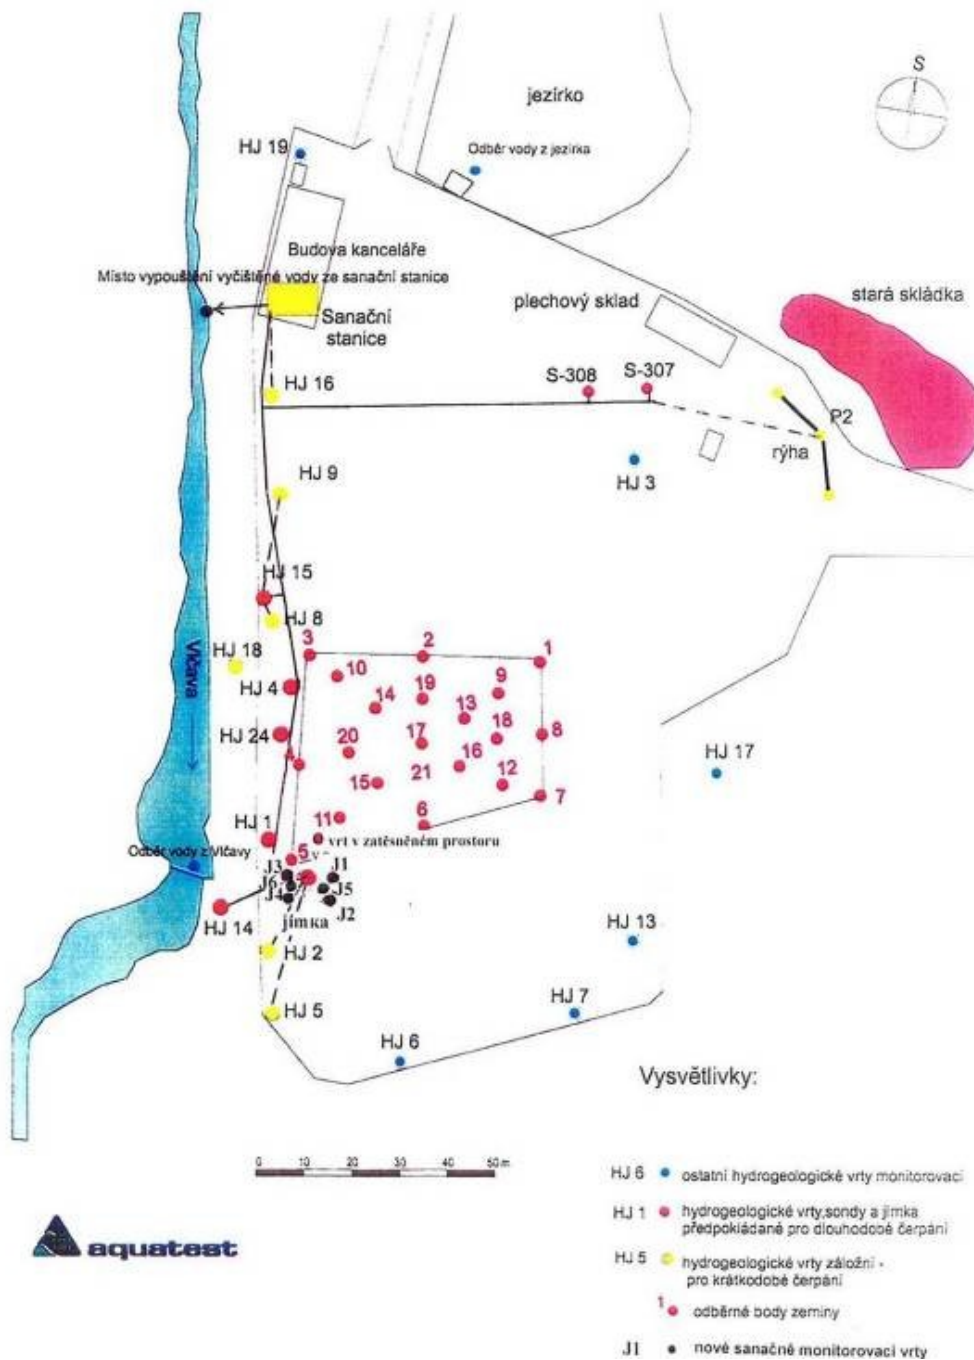 S
jezírko
HJ 19
Odběr vody z jezírka
Budova kanceláře
Místo vypouštění vyčištěné vody ze sanační stanice
stará skládka
plechový sklad
Sanační
stanice
S-308
S-307
HJ 16
P2
rýha
HJ 9
HJ 3
HJ 15
HJ 8
3
2
1
HJ 18
10
9
HJ 4
19
14
13
HJ 24
17
18
8
4
20
16
HJ 17
15
21
12
7
11
6
HJ 1
vrt v zatěsněném prostoru
Odběr vody z Vlčavy
Vlčava
5
J3
J1
J6
J5
J4
J2
jímka
HJ 14
HJ 13
HJ 2
HJ 5
HJ 7
HJ 6
Vysvětlivky:
0 10 20 30 40 50 m
HJ 6 ostatní hydrogeologické vrty monitorovací
HJ 1 hydrogeologické vrty,sondy a jímka
předpokládané pro dlouhodobé čerpání
HJ 5 hydrogeologické vrty záložní -
pro krátkodobé čerpání
1 odběrné body zeminy
J1 nové sanačně monitorovací vrty
aquatest